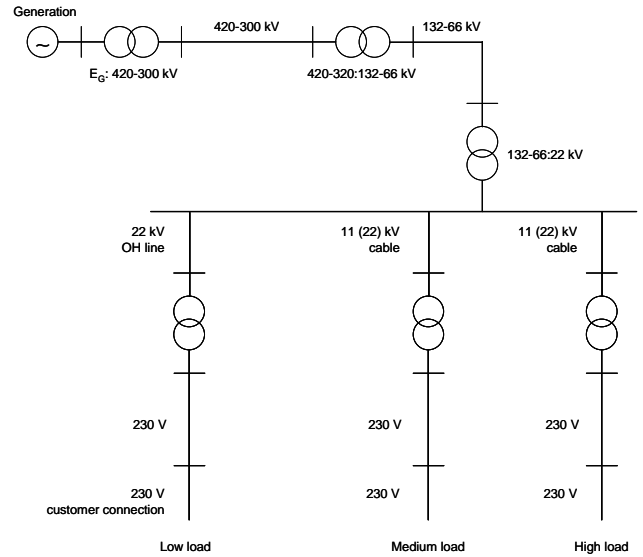 Generation
~
420-300 kV
132-66 kV
EG: 420-300 kV
420-320:132-66 kV
132-66:22 kV
22 kV
OH line
11 (22) kV
cable
11 (22) kV
cable
230 V
230 V
230 V
230 V
customer connection
230 V
230 V
Low load
Medium load
High load